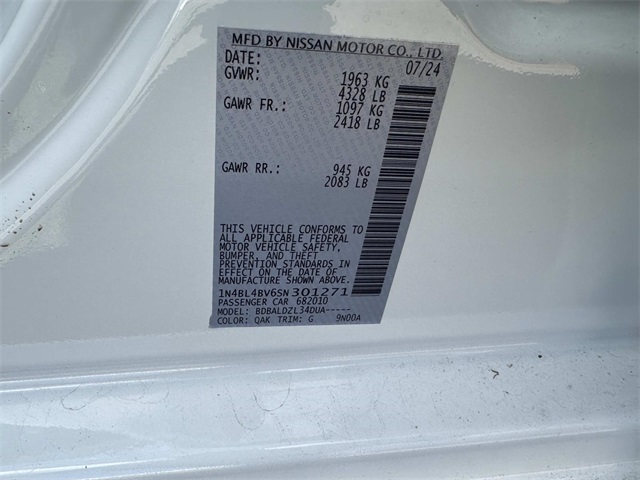 MFD BY NISSAN MOTOR CO., LTD.
DATE: 07/24
GVWR: 1963 KG
4328 LB
GAWR FR.: 1097 KG
2418 LB
GAWR RR.: 945 KG
2083 LB
THIS VEHICLE CONFORMS TO
ALL APPLICABLE FEDERAL
MOTOR VEHICLE SAFETY,
BUMPER, AND THEFT
PREVENTION STANDARDS IN
EFFECT ON THE DATE OF
MANUFACTURE SHOWN ABOVE.
1N4BL4BV6SN301271
PASSENGER CAR 682010
MODEL: BDBALDZL34DUA-----
COLOR: QAK TRIM: G 9N00A